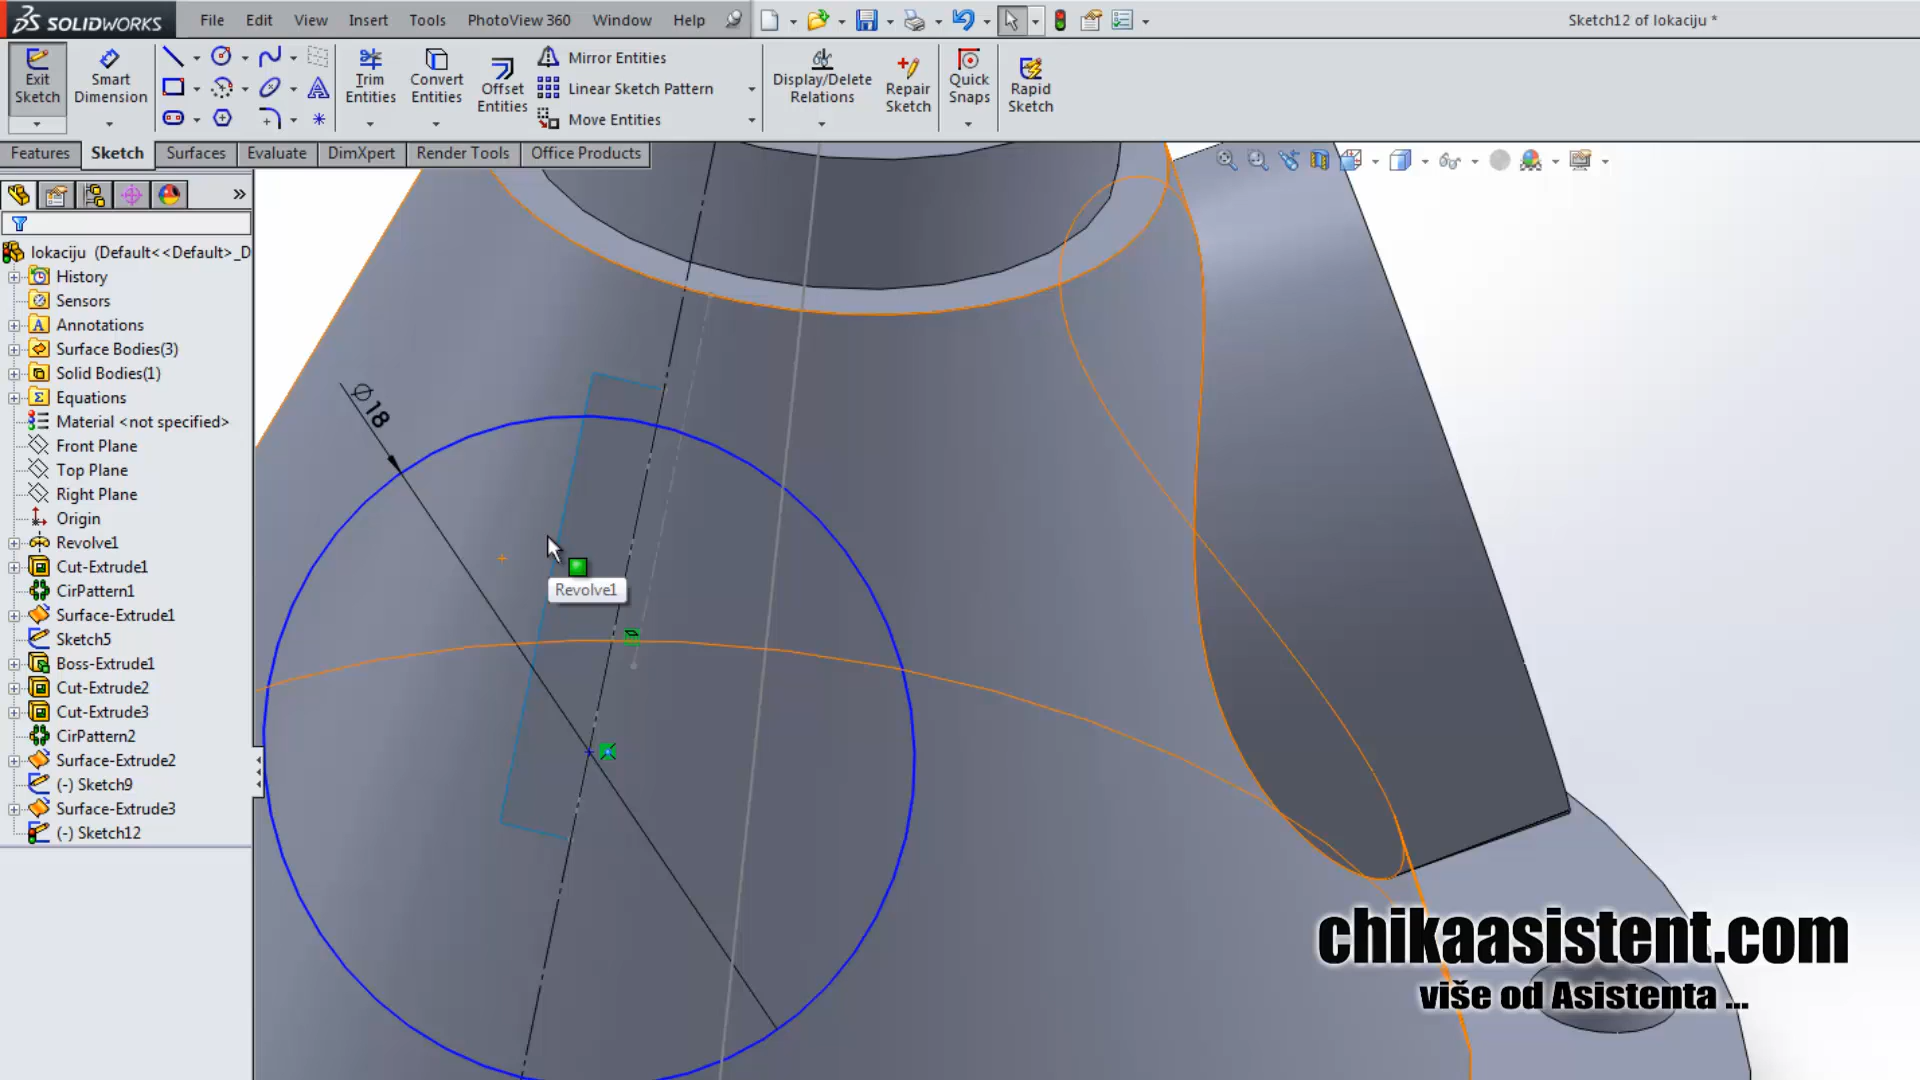 SOLIDWORKS
File Edit View Insert Tools PhotoView 360 Window Help
Sketch12 of lokaciju *
Exit Sketch
Smart Dimension
Trim Entities
Convert Entities
Offset Entities
Mirror Entities
Linear Sketch Pattern
Move Entities
Display/Delete Relations
Repair Sketch
Quick Snaps
Rapid Sketch
Features Sketch Surfaces Evaluate DimXpert Render Tools Office Products
lokaciju (Default<<Default>_D
History
Sensors
Annotations
Surface Bodies(3)
Solid Bodies(1)
Equations
Material <not specified>
Front Plane
Top Plane
Right Plane
Origin
Revolve1
Cut-Extrude1
CirPattern1
Surface-Extrude1
Sketch5
Boss-Extrude1
Cut-Extrude2
Cut-Extrude3
CirPattern2
Surface-Extrude2
(-) Sketch9
Surface-Extrude3
(-) Sketch12
Ø18
Revolve1
chikaasistent.com
više od Asistenta ...